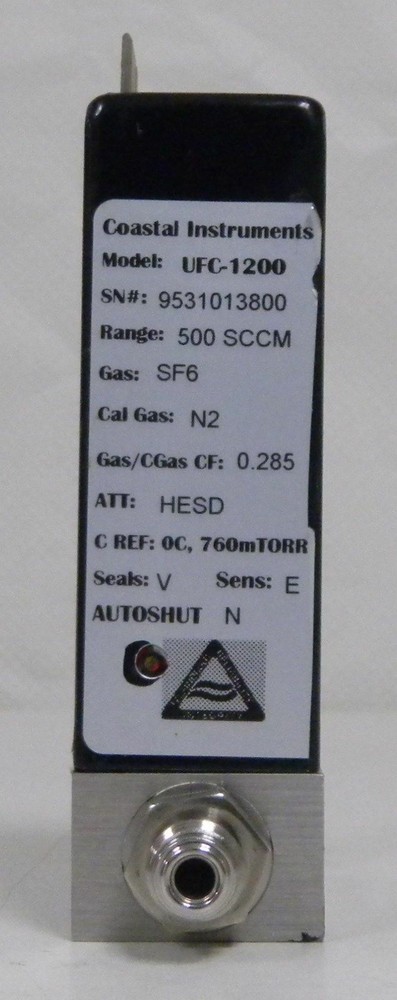 Coastal Instruments
Model: UFC-1200
SN#: 9531013800
Range: 500 SCCM
Gas: SF6
Cal Gas: N2
Gas/CGas CF: 0.285
ATT: HESD
C REF: 0C, 760mTORR
Seals: V Sens: E
AUTOSHUT N